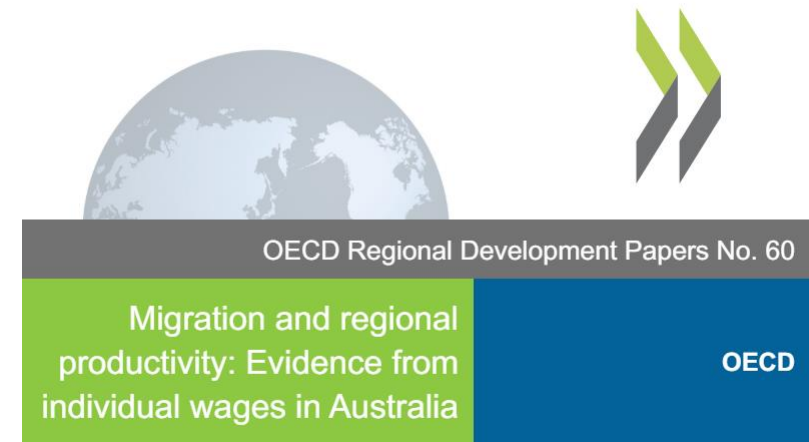 OECD Regional Development Papers No. 60
Migration and regional
productivity: Evidence from
individual wages in Australia
OECD